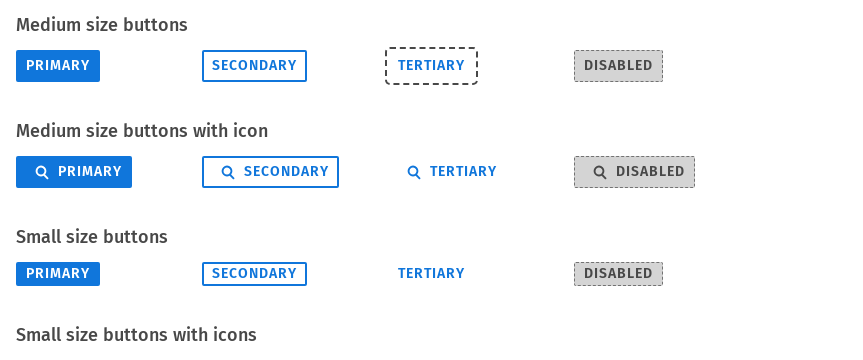 Medium size buttons
PRIMARY SECONDARY TERTIARY DISABLED
Medium size buttons with icon
PRIMARY SECONDARY TERTIARY DISABLED
Small size buttons
PRIMARY SECONDARY TERTIARY DISABLED
Small size buttons with icons